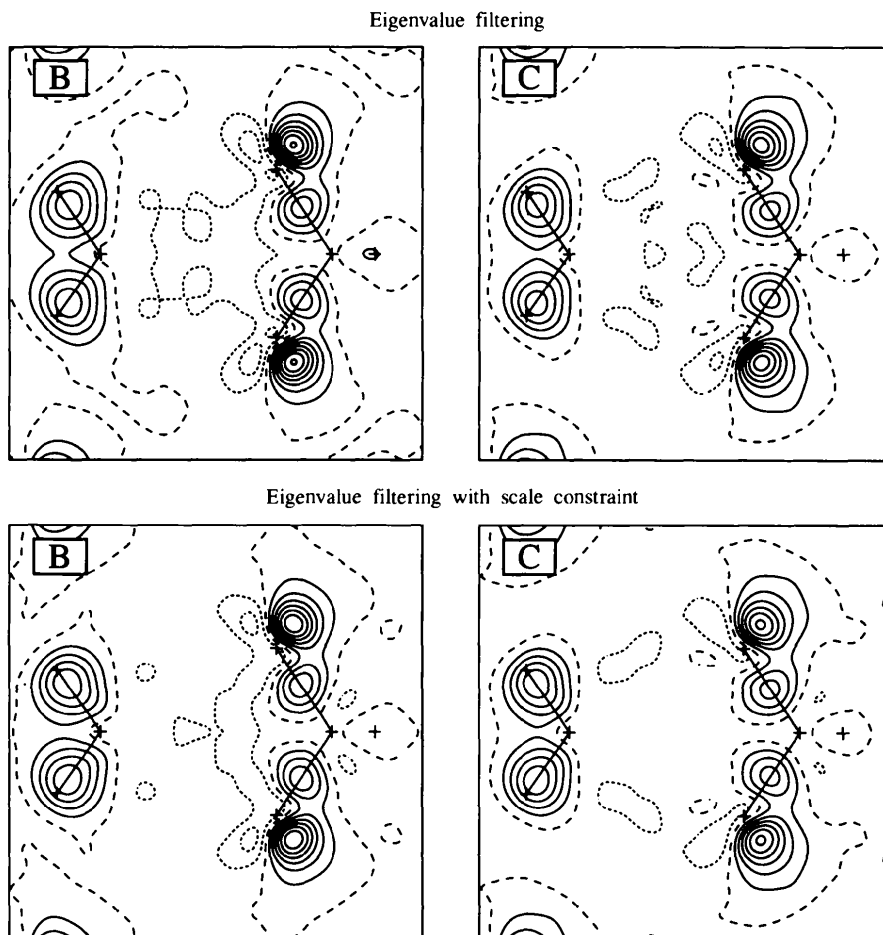 Eigenvalue filtering
B
C
Eigenvalue filtering with scale constraint
B
C